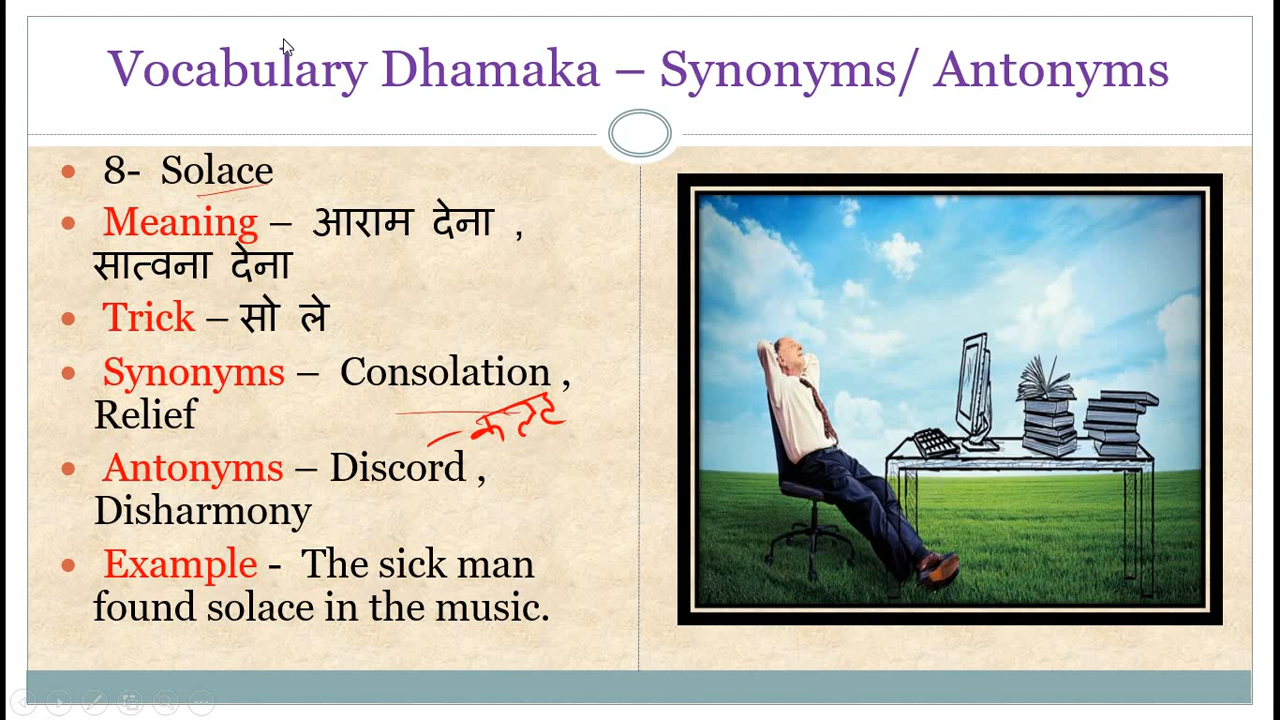 Vocabulary Dhamaka – Synonyms/ Antonyms
8- Solace
Meaning – आराम देना ,
सात्वना देना
Trick – सो ले
Synonyms – Consolation ,
Relief
Antonyms – Discord ,
Disharmony
Example - The sick man
found solace in the music.